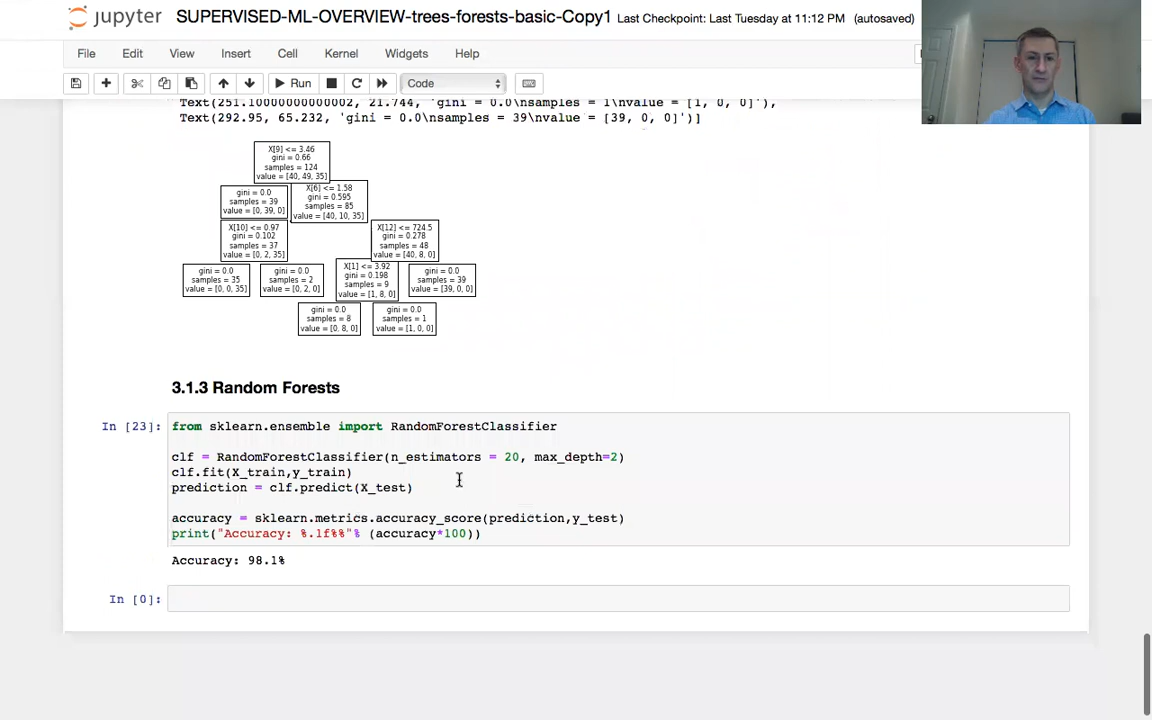 jupyter SUPERVISED-ML-OVERVIEW-trees-forests-basic-Copy1 Last Checkpoint: Last Tuesday at 11:12 PM (autosaved)
File Edit View Insert Cell Kernel Widgets Help
Run Code
Text(251.10000000000002, 21.744, 'gini = 0.0\nsamples = 1\nvalue = [1, 0, 0]'),
Text(292.95, 65.232, 'gini = 0.0\nsamples = 39\nvalue = [39, 0, 0]')]
X[9] <= 3.46
gini = 0.66
samples = 124
value = [40, 49, 35]
gini = 0.0
samples = 39
value = [0, 39, 0]
X[6] <= 1.58
gini = 0.595
samples = 85
value = [40, 10, 35]
X[10] <= 0.97
gini = 0.102
samples = 37
value = [0, 2, 35]
X[12] <= 724.5
gini = 0.278
samples = 48
value = [40, 8, 0]
gini = 0.0
samples = 35
value = [0, 0, 35]
gini = 0.0
samples = 2
value = [0, 2, 0]
X[1] <= 3.92
gini = 0.198
samples = 9
value = [1, 8, 0]
gini = 0.0
samples = 39
value = [39, 0, 0]
gini = 0.0
samples = 8
value = [0, 8, 0]
gini = 0.0
samples = 1
value = [1, 0, 0]
3.1.3 Random Forests
In [23]: from sklearn.ensemble import RandomForestClassifier
clf = RandomForestClassifier(n_estimators = 20, max_depth=2)
clf.fit(X_train,y_train)
prediction = clf.predict(X_test)
accuracy = sklearn.metrics.accuracy_score(prediction,y_test)
print("Accuracy: %.1f%%"% (accuracy*100))
Accuracy: 98.1%
In [0]: